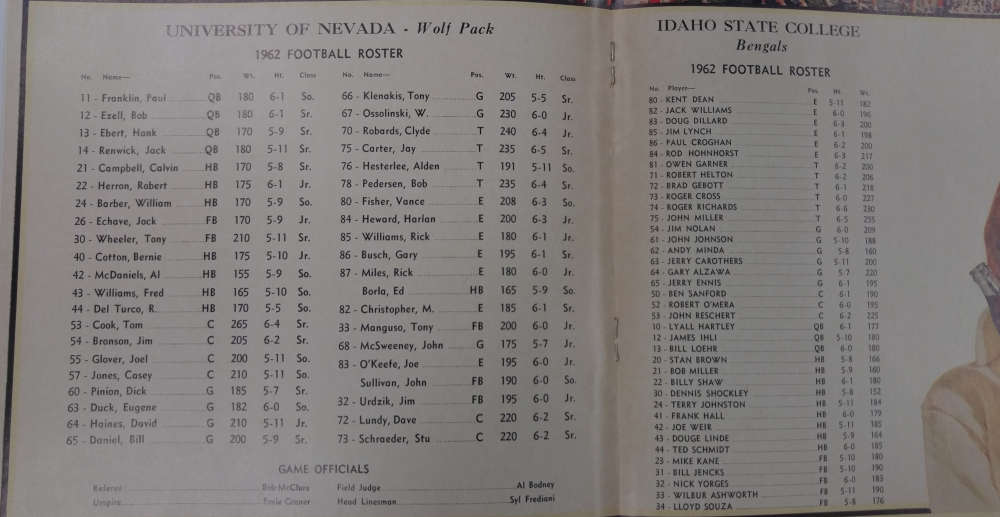 UNIVERSITY OF NEVADA - Wolf Pack
1962 FOOTBALL ROSTER
No. Name— Pos. Wt. Ht. Class
11 - Franklin, Paul QB 180 6-1 So.
12 - Ezell, Bob QB 180 6-1 Sr.
13 - Ebert, Hank QB 170 5-9 Sr.
14 - Renwick, Jack QB 180 5-11 Sr.
21 - Campbell, Calvin HB 170 5-8 Sr.
22 - Herron, Robert HB 175 6-1 Jr.
24 - Barber, William HB 170 5-9 So.
26 - Echave, Jack FB 170 5-9 Jr.
30 - Wheeler, Tony FB 210 5-11 Sr.
40 - Cotton, Bernie HB 175 5-10 Jr.
42 - McDaniels, Al HB 155 5-9 So.
43 - Williams, Fred HB 165 5-10 So.
44 - Del Turco, R. HB 170 5-5 So.
53 - Cook, Tom C 265 6-4 Sr.
54 - Bronson, Jim C 205 6-2 Sr.
55 - Glover, Joel C 200 5-11 So.
57 - Jones, Casey C 210 5-11 So.
60 - Pinion, Dick G 185 5-7 Sr.
63 - Duck, Eugene G 182 6-0 So.
64 - Haines, David G 210 5-11 Jr.
65 - Daniel, Bill G 200 5-9 Sr.
No. Name— Pos. Wt. Ht. Class
66 - Klenakis, Tony G 205 5-5 Sr.
67 - Ossolinski, W. G 230 6-0 Jr.
70 - Robards, Clyde T 240 6-4 Jr.
75 - Carter, Jay T 235 6-5 Sr.
76 - Hesterlee, Alden T 191 5-11 So.
78 - Pedersen, Bob T 235 6-4 Sr.
80 - Fisher, Vance E 208 6-3 So.
84 - Heward, Harlan E 200 6-3 Jr.
85 - Williams, Rick E 180 6-1 Jr.
86 - Busch, Gary E 195 6-1 Sr.
87 - Miles, Rick E 180 6-0 Jr.
Borla, Ed HB 165 5-9 So.
82 - Christopher, M. E 185 6-1 Sr.
33 - Manguso, Tony FB 200 6-0 Jr.
68 - McSweeney, John G 175 5-7 Jr.
83 - O'Keefe, Joe E 195 6-0 Jr.
Sullivan, John FB 190 6-0 So.
32 - Urdzik, Jim FB 195 6-0 Jr.
72 - Lundy, Dave C 220 6-2 Sr.
73 - Schraeder, Stu C 220 6-2 Sr.
GAME OFFICIALS
Referee Bob McClure Field Judge Al Bodney
Umpire Ernie Craner Head Linesman Syl Frediani
IDAHO STATE COLLEGE
Bengals
1962 FOOTBALL ROSTER
No. Player— Pos. Ht. Wt.
80 - KENT DEAN E 5-11 182
82 - JACK WILLIAMS E 6-0 196
83 - DOUG DILLARD E 6-3 200
85 - JIM LYNCH E 6-1 198
86 - PAUL CROGHAN E 6-2 200
84 - ROD HOHNHORST E 6-3 217
81 - OWEN GARNER T 6-2 200
71 - ROBERT HELTON T 6-2 206
72 - BRAD GEBOTT T 6-1 218
73 - ROGER CROSS T 6-0 227
74 - ROGER RICHARDS T 6-6 230
75 - JOHN MILLER T 6-5 255
54 - JIM NOLAN G 6-0 209
61 - JOHN JOHNSON G 5-10 188
62 - ANDY MINDA G 5-8 160
63 - JERRY CAROTHERS G 5-11 200
64 - GARY ALZAWA G 5-7 220
65 - JERRY ENNIS G 6-1 195
50 - BEN SANFORD C 6-1 190
52 - ROBERT O'MERA C 6-0 195
53 - JOHN RESCHERT C 6-2 225
10 - LYALL HARTLEY QB 6-1 177
12 - JAMES IHLI QB 5-10 180
13 - BILL LOEHR QB 6-0 180
20 - STAN BROWN HB 5-8 166
21 - BOB MILLER HB 5-9 160
22 - BILLY SHAW HB 6-1 180
30 - DENNIS SHOCKLEY HB 5-8 152
24 - TERRY JOHNSTON HB 5-11 184
41 - FRANK HALL HB 6-0 179
42 - JOE WEIR HB 5-11 185
43 - DOUGE LINDE HB 5-9 164
44 - TED SCHMIDT HB 6-0 185
23 - MIKE KANE FB 5-10 180
31 - BILL JENCKS FB 5-10 190
32 - NICK YORGES FB 6-0 183
33 - WILBUR ASHWORTH FB 5-11 190
34 - LLOYD SOUZA FB 5-8 176